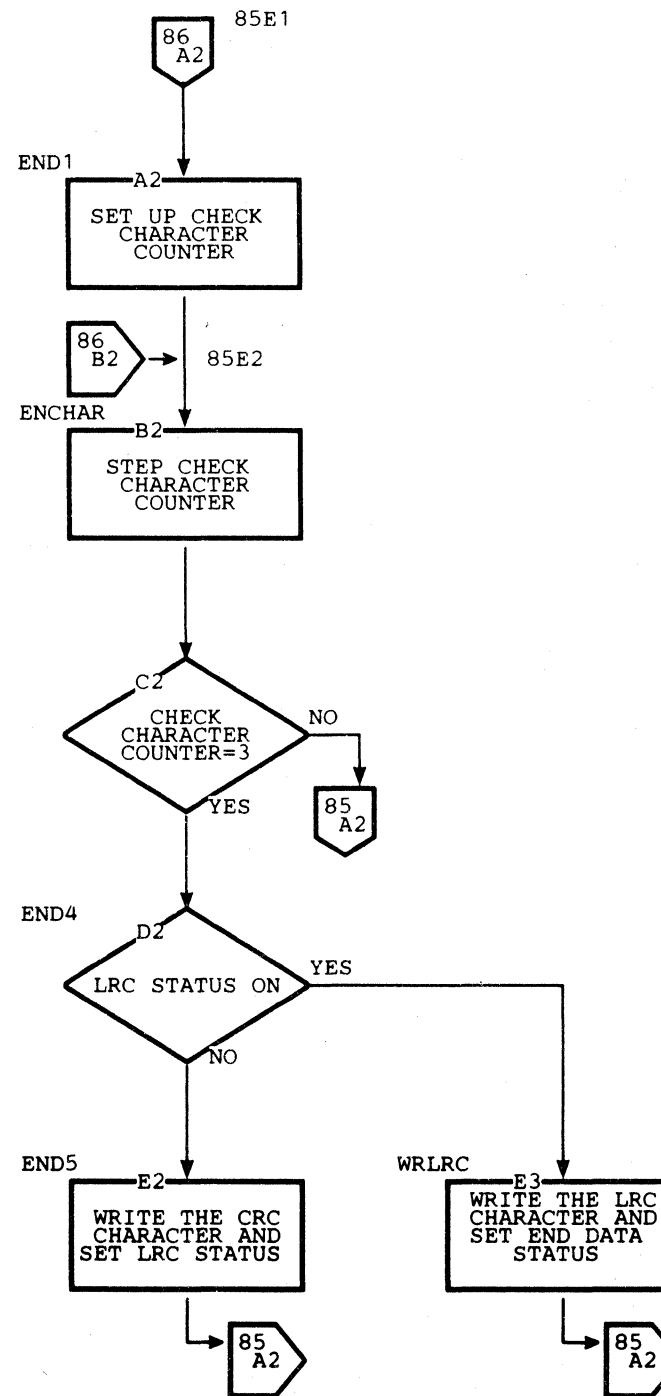 85E1
86
A2
END1
A2
SET UP CHECK
CHARACTER
COUNTER
86
B2
85E2
ENCHAR
B2
STEP CHECK
CHARACTER
COUNTER
C2
CHECK
CHARACTER
COUNTER=3
NO
YES
85
A2
END4
D2
LRC STATUS ON
YES
NO
END5
E2
WRITE THE CRC
CHARACTER AND
SET LRC STATUS
WRLRC
E3
WRITE THE LRC
CHARACTER AND
SET END DATA
STATUS
85
A2
85
A2